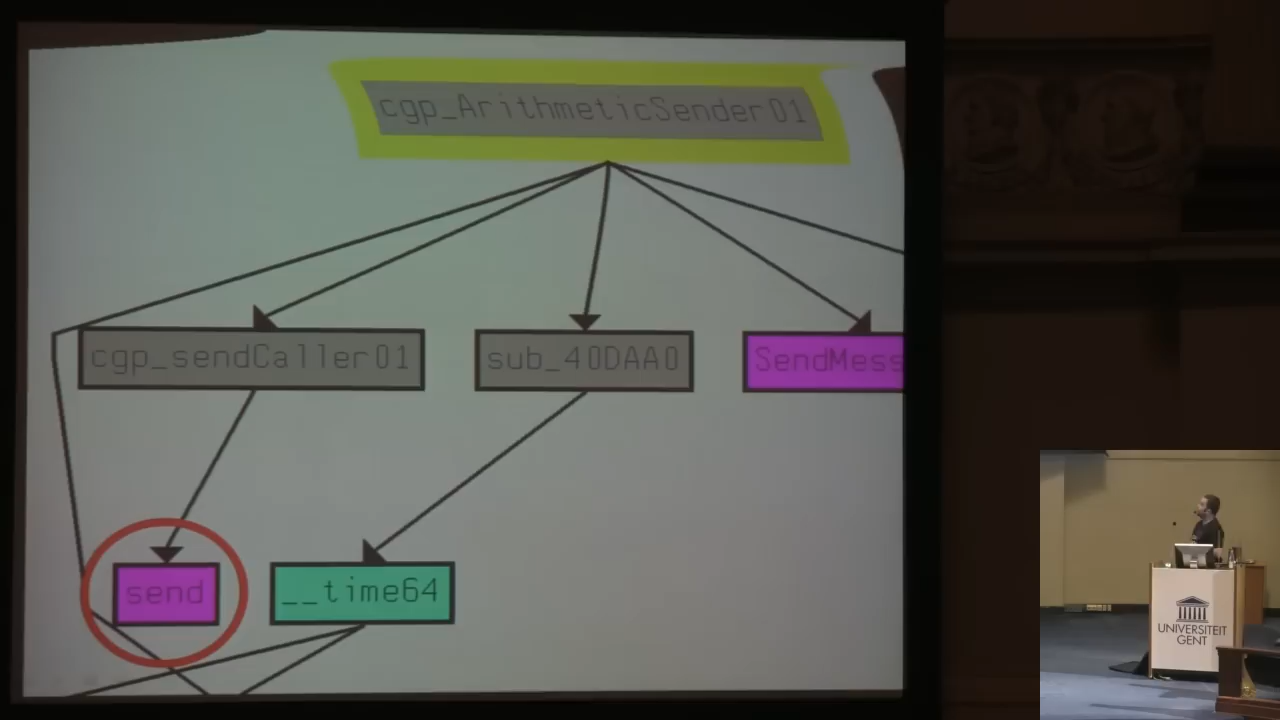 cgp_ArithmeticSender01
cgp_sendCaller01
sub_40DAA0
SendMess
send
__time64
UNIVERSITEIT
GENT